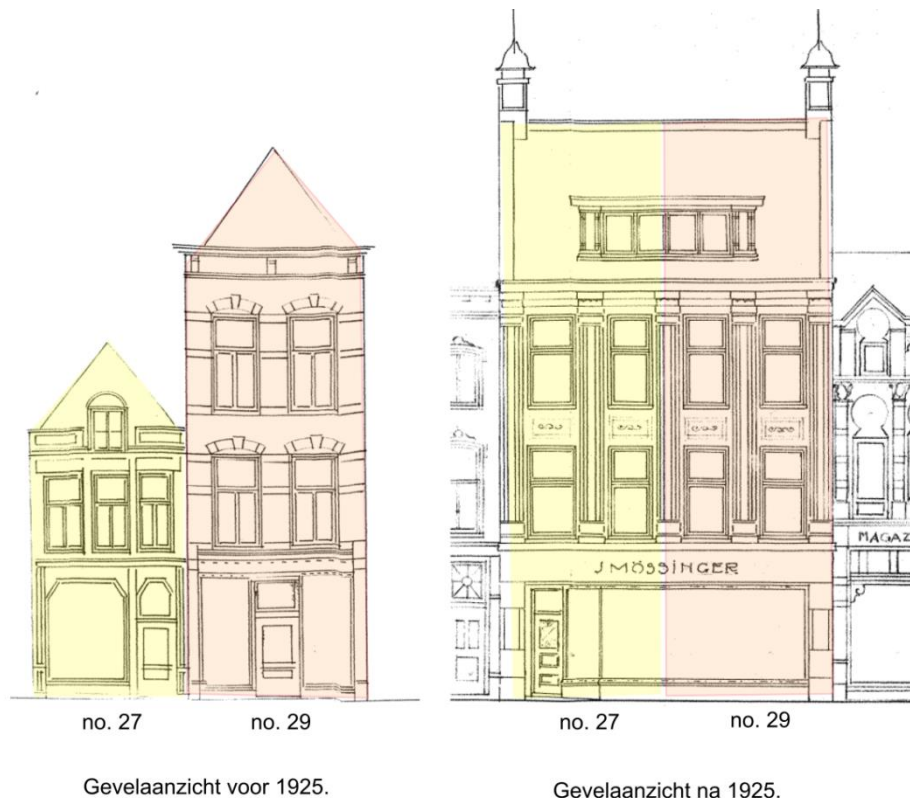 J MÖSSINGER
MAGAZ
no. 27
no. 29
no. 27
no. 29
Gevelaanzicht voor 1925.
Gevelaanzicht na 1925.